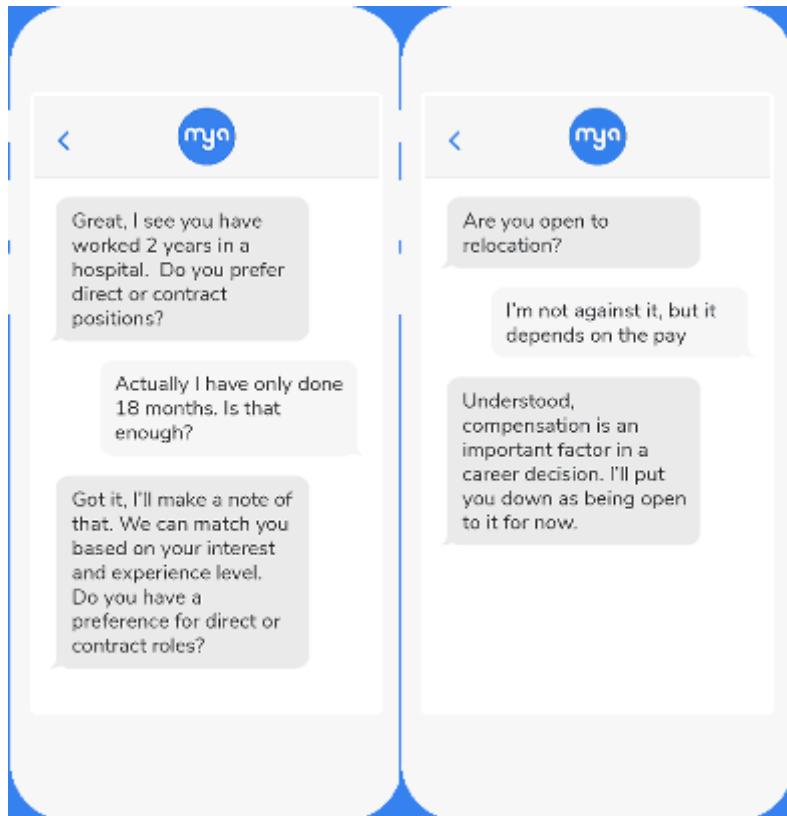 mya
Great, I see you have
worked 2 years in a
hospital. Do you prefer
direct or contract
positions?
Actually I have only done
18 months. Is that
enough?
Got it, I'll make a note of
that. We can match you
based on your interest
and experience level.
Do you have a
preference for direct or
contract roles?
mya
Are you open to
relocation?
I'm not against it, but it
depends on the pay
Understood,
compensation is an
important factor in a
career decision. I'll put
you down as being open
to it for now.